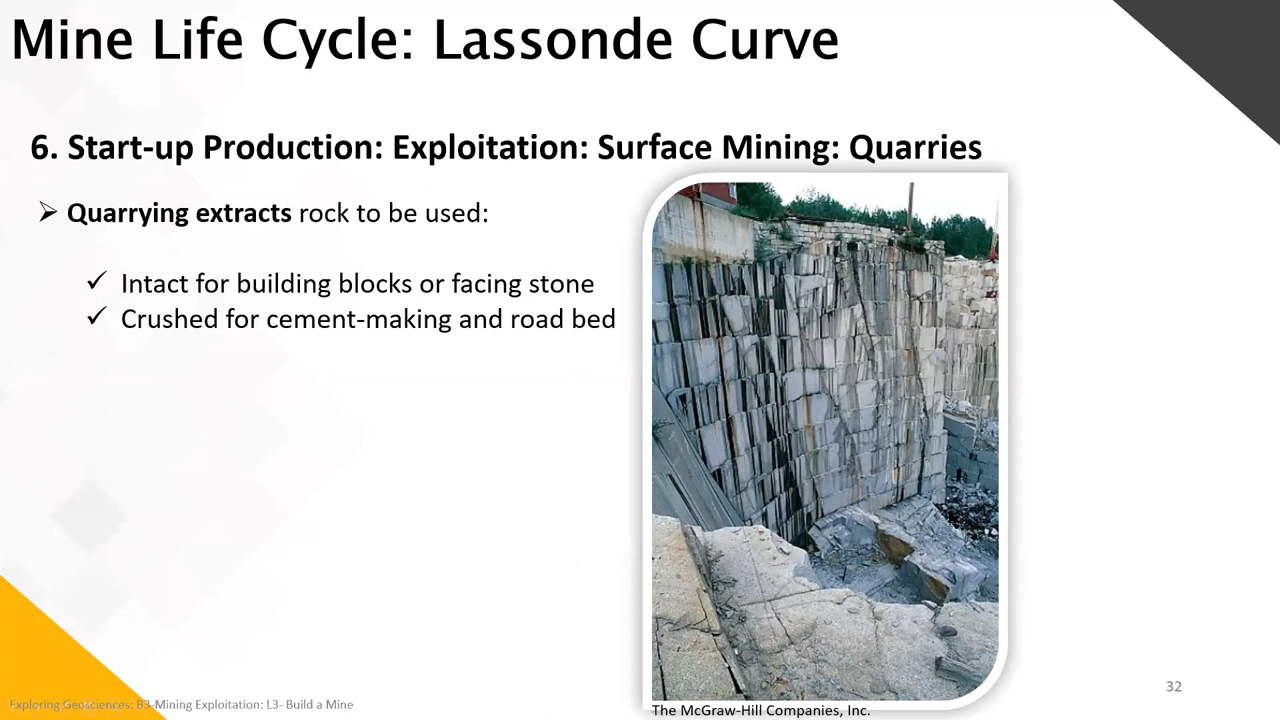 Mine Life Cycle: Lassonde Curve
6. Start-up Production: Exploitation: Surface Mining: Quarries
➢ Quarrying extracts rock to be used:
✓ Intact for building blocks or facing stone
✓ Crushed for cement-making and road bed
32
Exploring Geosciences: B3-Mining Exploitation: L3- Build a Mine
The McGraw-Hill Companies, Inc.